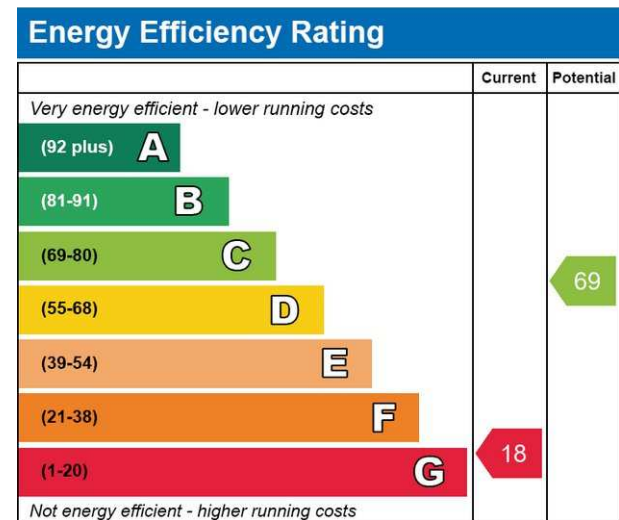 Energy Efficiency Rating
Current Potential
Very energy efficient - lower running costs
(92 plus) A
(81-91) B
(69-80) C
69
(55-68) D
(39-54) E
(21-38) F
18
(1-20) G
Not energy efficient - higher running costs